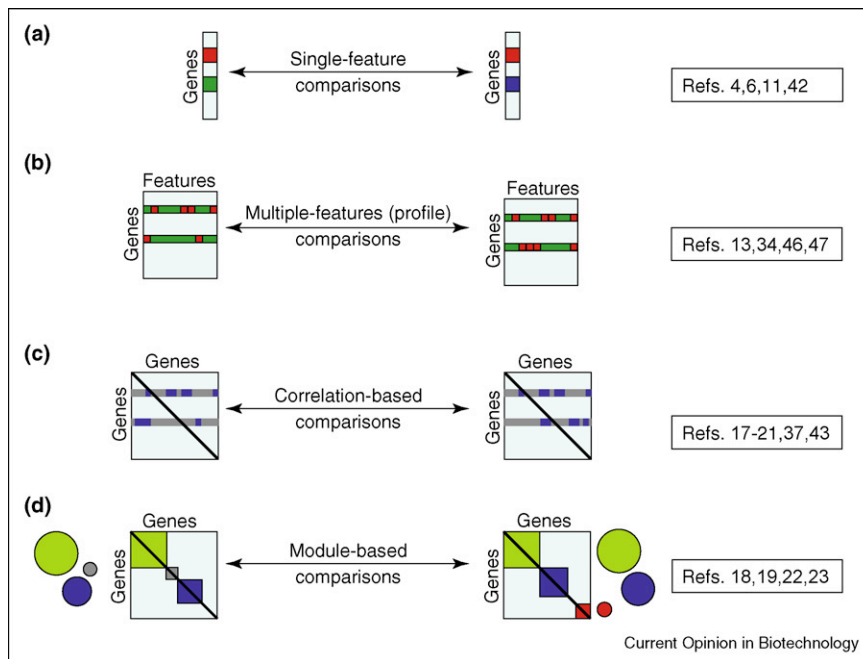 (a)
Genes
Single-feature
comparisons
Genes
Refs. 4,6,11,42
(b)
Features
Genes
Multiple-features (profile)
comparisons
Features
Genes
Refs. 13,34,46,47
(c)
Genes
Genes
Correlation-based
comparisons
Genes
Genes
Refs. 17-21,37,43
(d)
Genes
Genes
Module-based
comparisons
Genes
Genes
Refs. 18,19,22,23
Current Opinion in Biotechnology